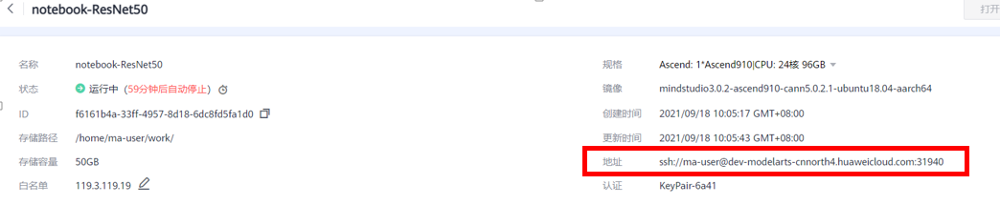 notebook-ResNet50
打开
名称 notebook-ResNet50
规格 Ascend: 1*Ascend910|CPU: 24核 96GB
状态 运行中（59分钟后自动停止）
镜像 mindstudio3.0.2-ascend910-cann5.0.2.1-ubuntu18.04-aarch64
ID f6161b4a-33ff-4957-8d18-6dc8fd5fa1d0
创建时间 2021/09/18 10:05:17 GMT+08:00
存储路径 /home/ma-user/work/
更新时间 2021/09/18 10:05:43 GMT+08:00
存储容量 50GB
地址 ssh://ma-user@dev-modelarts-cnnorth4.huaweicloud.com:31940
白名单 119.3.119.19
认证 KeyPair-6a41